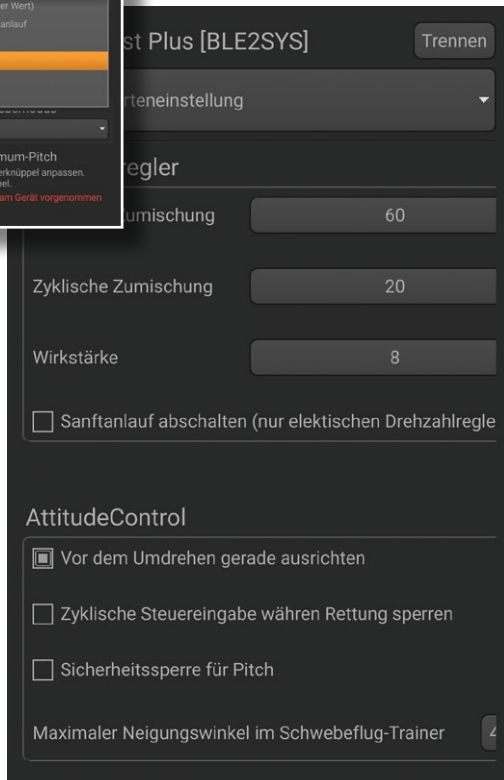 er Wert)
anlauf
mum-Pitch
erknüppel anpassen.
pel.
am Gerät vorgenommen
st Plus [BLE2SYS]
Trennen
rteneinstellung
egler
umischung 60
Zyklische Zumischung 20
Wirkstärke 8
Sanftanlauf abschalten (nur elektischen Drehzahlregle
AttitudeControl
Vor dem Umdrehen gerade ausrichten
Zyklische Steuereingabe währen Rettung sperren
Sicherheitssperre für Pitch
Maximaler Neigungswinkel im Schwebeflug-Trainer